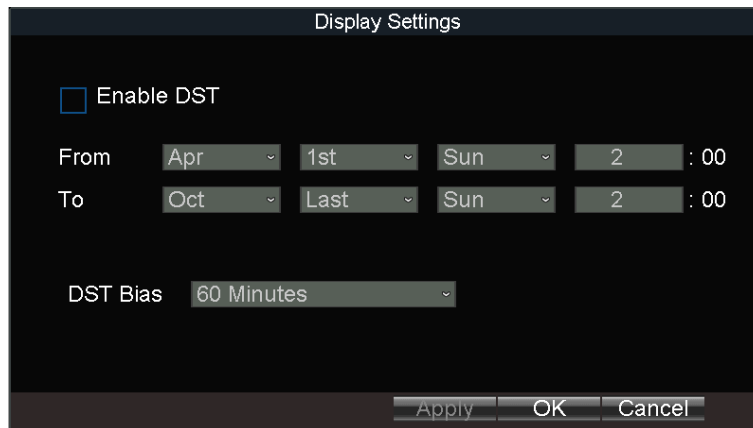 Display Settings
Enable DST
From Apr 1st Sun 2 : 00
To Oct Last Sun 2 : 00
DST Bias 60 Minutes
Apply OK Cancel